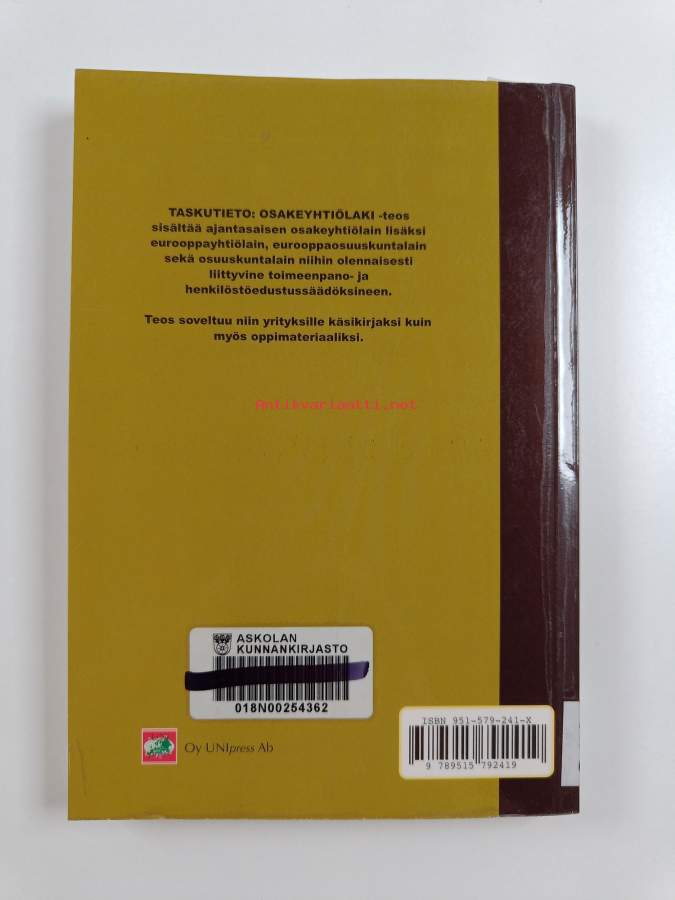 TASKUTIETO: OSAKEYHTIÖLAKI -teos
sisältää ajantasaisen osakeyhtiölain lisäksi
eurooppayhtiölain, eurooppaosuuskuntalain
sekä osuuskuntalain niihin olennaisesti
liittyvine toimeenpano- ja
henkilöstöedustussäädöksineen.
Teos soveltuu niin yrityksille käsikirjaksi kuin
myös oppimateriaaliksi.
Antikvariaatti.net
ASKOLAN
KUNNANKIRJASTO
018N00254362
Oy UNIpress Ab
ISBN 951-579-241-X
9 789515 792419